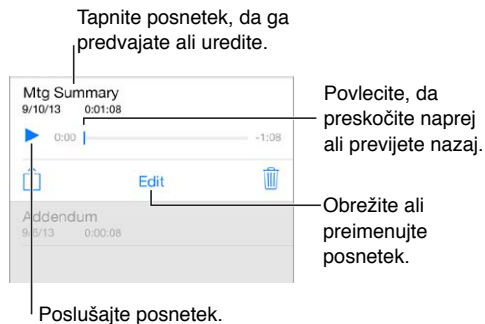 Tapnite posnetek, da ga
predvajate ali uredite.
Mtg Summary
9/10/13 0:01:08
0:00 -1:08
Povlecite, da
preskočite naprej
ali previjete nazaj.
Edit
Addendum
9/6/13 0:00:08
Obrežite ali
preimenujte
posnetek.
Poslušajte posnetek.